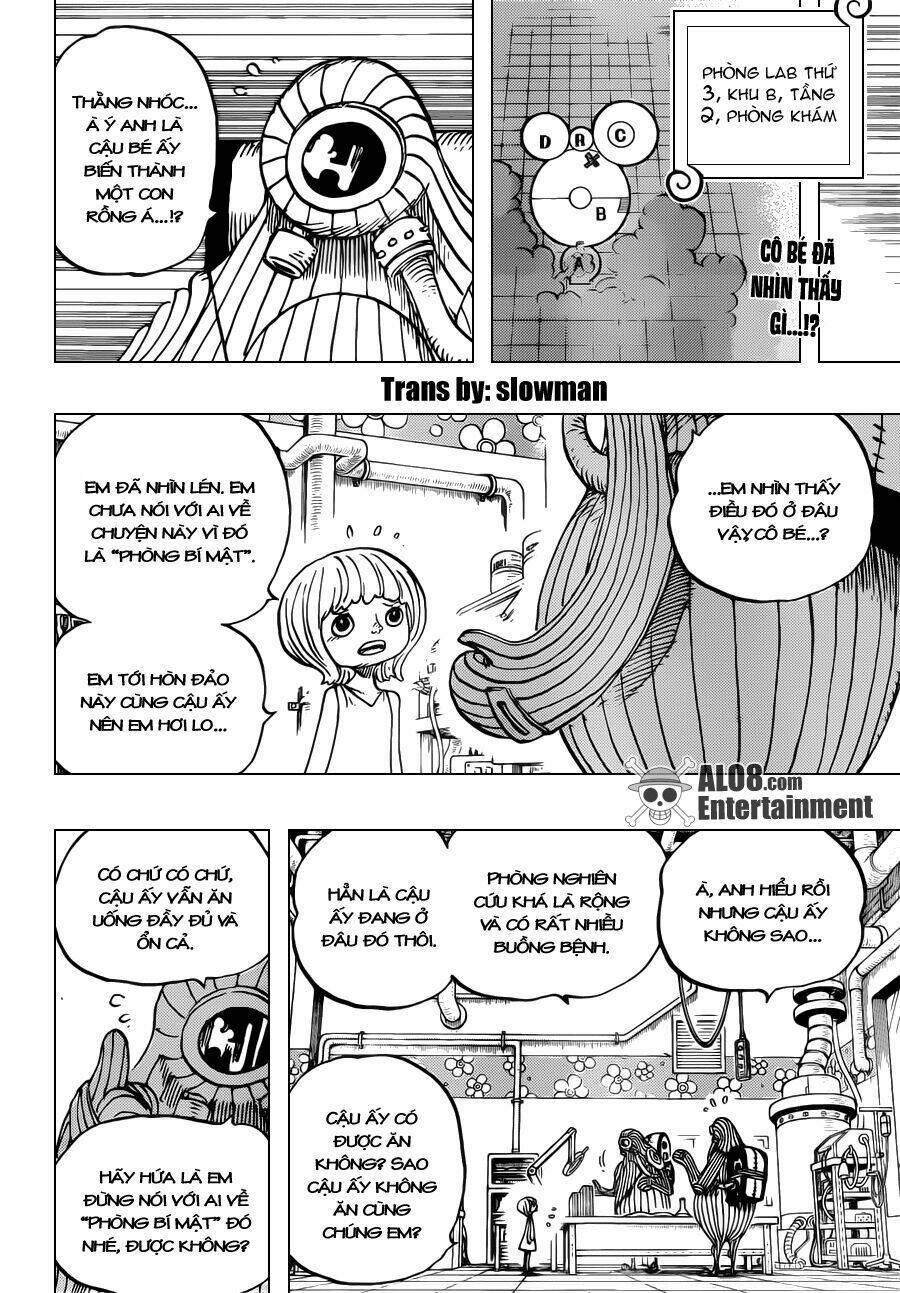 THẰNG NHÓC...
À Ý ANH LÀ
CẬU BÉ ẤY
BIẾN THÀNH
MỘT CON
RỒNG Á...!?
PHÒNG LAB THỨ
3, KHU B, TẦNG
2, PHÒNG KHÁM
D
R
C
B
A
CÔ BÉ ĐÃ
NHÌN THẤY
GÌ...!?
Trans by: slowman
EM ĐÃ NHÌN LÉN. EM
CHƯA NÓI VỚI AI VỀ
CHUYỆN NÀY VÌ ĐÓ
LÀ “PHÒNG BÍ MẬT”.
...EM NHÌN THẤY
ĐIỀU ĐÓ Ở ĐÂU
VẬY, CÔ BÉ...?
EM TỚI HÒN ĐẢO
NÀY CÙNG CẬU ẤY
NÊN EM HƠI LO...
AL08.com
Entertainment
CÓ CHỨ CÓ CHỨ,
CẬU ẤY VẪN ĂN
UỐNG ĐẦY ĐỦ VÀ
ỔN CẢ.
HẲN LÀ CẬU
ẤY ĐANG Ở
ĐÂU ĐÓ THÔI.
PHÒNG NGHIÊN
CỨU KHÁ LÀ RỘNG
VÀ CÓ RẤT NHIỀU
BUỒNG BỆNH.
À, ANH HIỂU RỒI
NHƯNG CẬU ẤY
KHÔNG SAO...
HÃY HỨA LÀ EM
ĐỪNG NÓI VỚI AI VỀ
“PHÒNG BÍ MẬT” ĐÓ
NHÉ, ĐƯỢC KHÔNG?
CẬU ẤY CÓ
ĐƯỢC ĂN
KHÔNG? SAO
CẬU ẤY KHÔNG
ĂN CÙNG
CHÚNG EM?